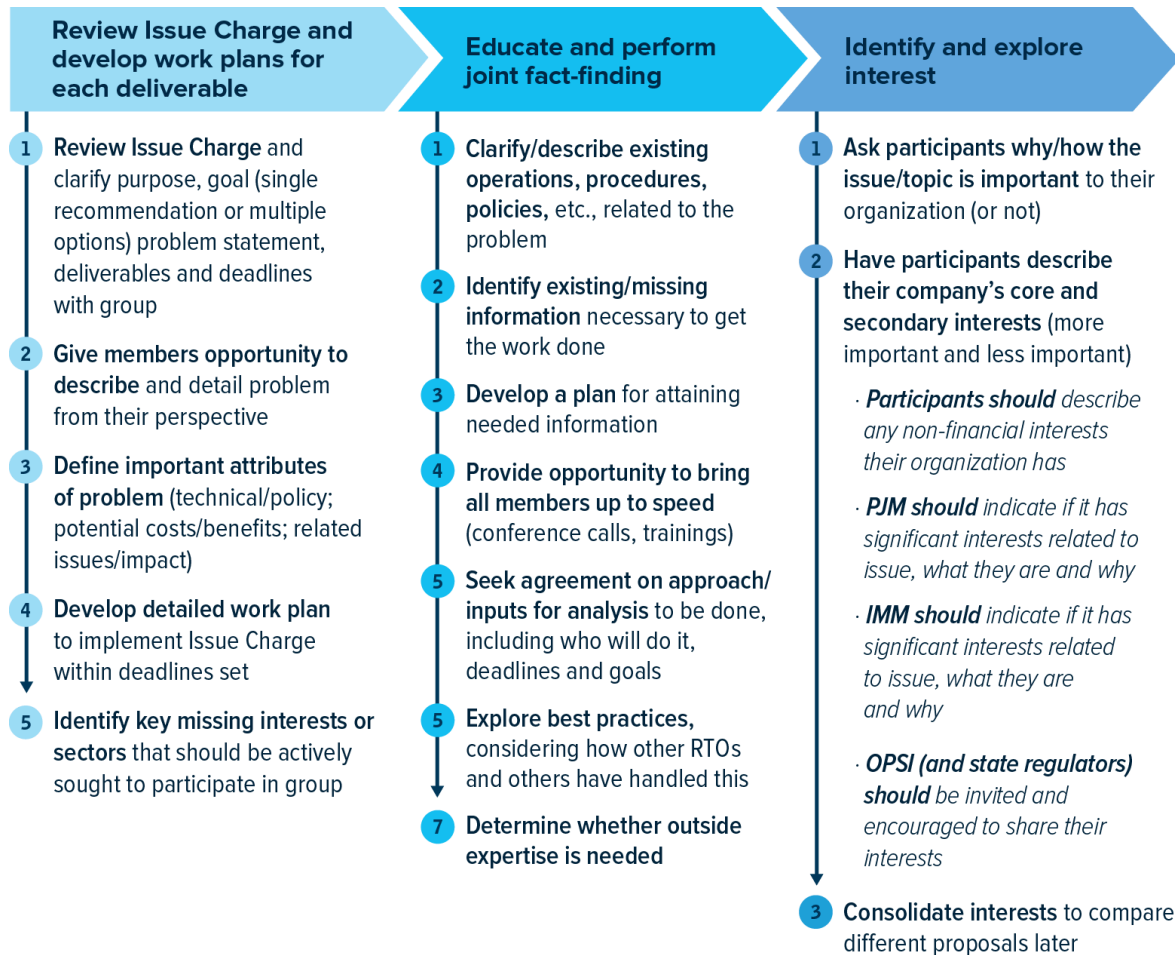 Review Issue Charge and
develop work plans for
each deliverable
1
Review Issue Charge and
clarify purpose, goal (single
recommendation or multiple
options) problem statement,
deliverables and deadlines
with group
2
Give members opportunity to
describe and detail problem
from their perspective
3
Define important attributes
of problem (technical/policy;
potential costs/benefits; related
issues/impact)
4
Develop detailed work plan
to implement Issue Charge
within deadlines set
5
Identify key missing interests or
sectors that should be actively
sought to participate in group
Educate and perform
joint fact-finding
1
Clarify/describe existing
operations, procedures,
policies, etc., related to the
problem
2
Identify existing/missing
information necessary to get
the work done
3
Develop a plan for attaining
needed information
4
Provide opportunity to bring
all members up to speed
(conference calls, trainings)
5
Seek agreement on approach/
inputs for analysis to be done,
including who will do it,
deadlines and goals
5
Explore best practices,
considering how other RTOs
and others have handled this
7
Determine whether outside
expertise is needed
Identify and explore
interest
1
Ask participants why/how the
issue/topic is important to their
organization (or not)
2
Have participants describe
their company's core and
secondary interests (more
important and less important)
· Participants should describe
any non-financial interests
their organization has
· PJM should indicate if it has
significant interests related to
issue, what they are and why
· IMM should indicate if it has
significant interests related
to issue, what they are
and why
· OPSI (and state regulators)
should be invited and
encouraged to share their
interests
3
Consolidate interests to compare
different proposals later